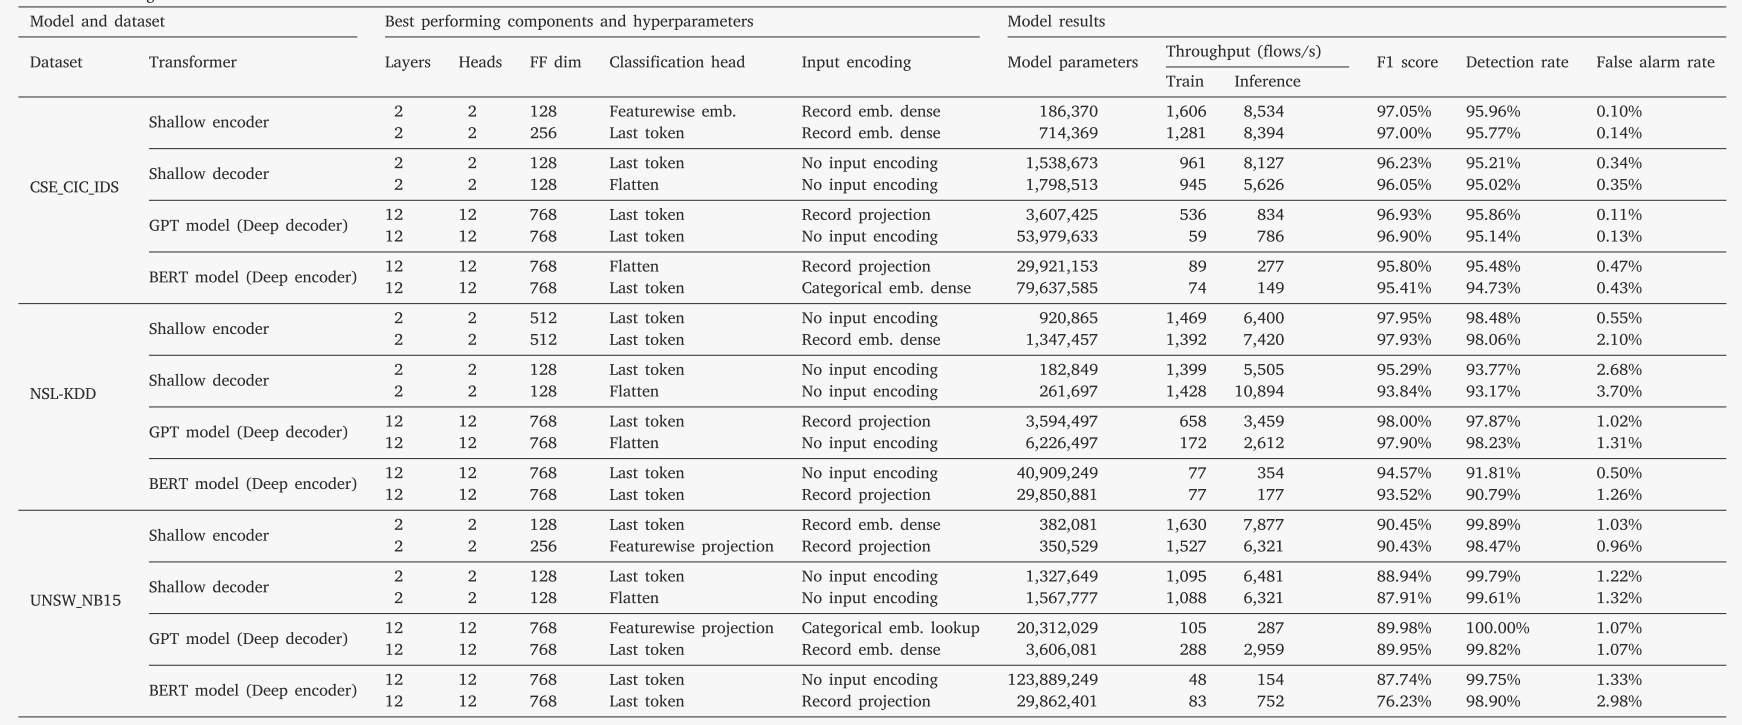 Model and dataset Best performing components and hyperparameters Model results
Dataset Transformer Layers Heads FF dim Classification head Input encoding Model parameters Throughput (flows/s) F1 score Detection rate False alarm rate
Train Inference
CSE_CIC_IDS Shallow encoder 2 2 128 Featurewise emb. Record emb. dense 186,370 1,606 8,534 97.05% 95.96% 0.10%
2 2 256 Last token Record emb. dense 714,369 1,281 8,394 97.00% 95.77% 0.14%
Shallow decoder 2 2 128 Last token No input encoding 1,538,673 961 8,127 96.23% 95.21% 0.34%
2 2 128 Flatten No input encoding 1,798,513 945 5,626 96.05% 95.02% 0.35%
GPT model (Deep decoder) 12 12 768 Last token Record projection 3,607,425 536 834 96.93% 95.86% 0.11%
12 12 768 Last token No input encoding 53,979,633 59 786 96.90% 95.14% 0.13%
BERT model (Deep encoder) 12 12 768 Flatten Record projection 29,921,153 89 277 95.80% 95.48% 0.47%
12 12 768 Last token Categorical emb. dense 79,637,585 74 149 95.41% 94.73% 0.43%
NSL-KDD Shallow encoder 2 2 512 Last token No input encoding 920,865 1,469 6,400 97.95% 98.48% 0.55%
2 2 512 Last token Record emb. dense 1,347,457 1,392 7,420 97.93% 98.06% 2.10%
Shallow decoder 2 2 128 Last token No input encoding 182,849 1,399 5,505 95.29% 93.77% 2.68%
2 2 128 Flatten No input encoding 261,697 1,428 10,894 93.84% 93.17% 3.70%
GPT model (Deep decoder) 12 12 768 Last token Record projection 3,594,497 658 3,459 98.00% 97.87% 1.02%
12 12 768 Flatten No input encoding 6,226,497 172 2,612 97.90% 98.23% 1.31%
BERT model (Deep encoder) 12 12 768 Last token No input encoding 40,909,249 77 354 94.57% 91.81% 0.50%
12 12 768 Last token Record projection 29,850,881 77 177 93.52% 90.79% 1.26%
UNSW_NB15 Shallow encoder 2 2 128 Last token Record emb. dense 382,081 1,630 7,877 90.45% 99.89% 1.03%
2 2 256 Featurewise projection Record projection 350,529 1,527 6,321 90.43% 98.47% 0.96%
Shallow decoder 2 2 128 Last token No input encoding 1,327,649 1,095 6,481 88.94% 99.79% 1.22%
2 2 128 Flatten No input encoding 1,567,777 1,088 6,321 87.91% 99.61% 1.32%
GPT model (Deep decoder) 12 12 768 Featurewise projection Categorical emb. lookup 20,312,029 105 287 89.98% 100.00% 1.07%
12 12 768 Last token Record emb. dense 3,606,081 288 2,959 89.95% 99.82% 1.07%
BERT model (Deep encoder) 12 12 768 Last token No input encoding 123,889,249 48 154 87.74% 99.75% 1.33%
12 12 768 Last token Record projection 29,862,401 83 752 76.23% 98.90% 2.98%